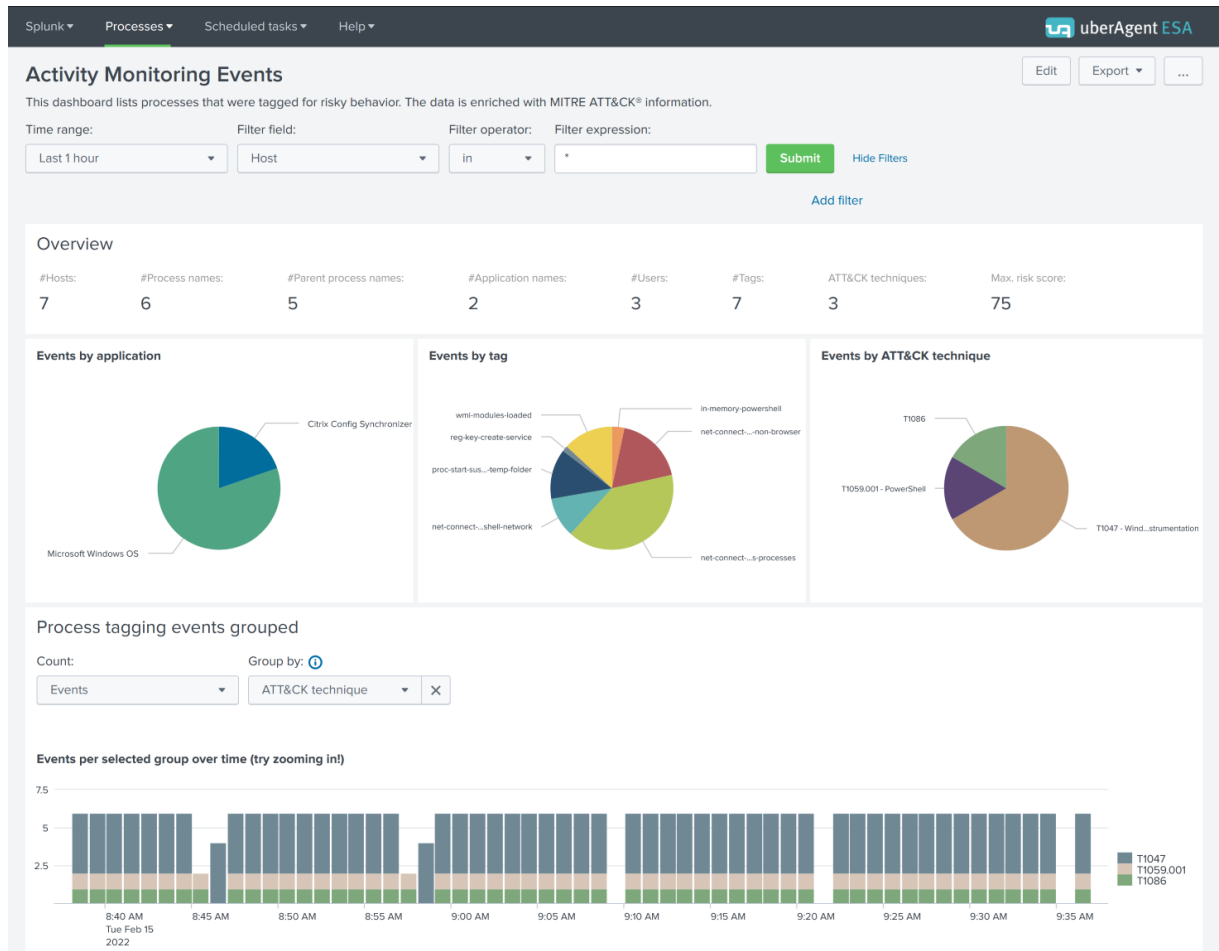 Splunk Processes Scheduled tasks Help uberAgent ESA
Activity Monitoring Events Edit Export ...
This dashboard lists processes that were tagged for risky behavior. The data is enriched with MITRE ATT&CK® information.
Time range: Filter field: Filter operator: Filter expression:
Last 1 hour Host in * Submit Hide Filters
Add filter
Overview
#Hosts: #Process names: #Parent process names: #Application names: #Users: #Tags: ATT&CK techniques: Max. risk score:
7 6 5 2 3 7 3 75
Events by application
Citrix Config Synchronizer
Microsoft Windows OS
Events by tag
wmi-modules-loaded
in-memory-powershell
reg-key-create-service
net-connect-...-non-browser
proc-start-sus...-temp-folder
net-connect-...shell-network
net-connect-...s-processes
Events by ATT&CK technique
T1086
T1059.001 - PowerShell
T1047 - Wind...strumentation
Process tagging events grouped
Count: Group by:
Events ATT&CK technique
Events per selected group over time (try zooming in!)
7.5
5
2.5
T1047
T1059.001
T1086
8:40 AM 8:45 AM 8:50 AM 8:55 AM 9:00 AM 9:05 AM 9:10 AM 9:15 AM 9:20 AM 9:25 AM 9:30 AM 9:35 AM
Tue Feb 15
2022